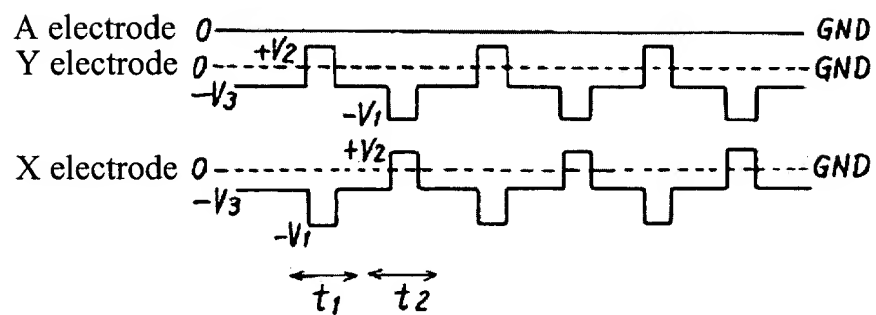 A electrode 0 GND
+V2
Y electrode 0 GND
-V3
-V1
+V2
X electrode 0 GND
-V3
-V1
t1 t2